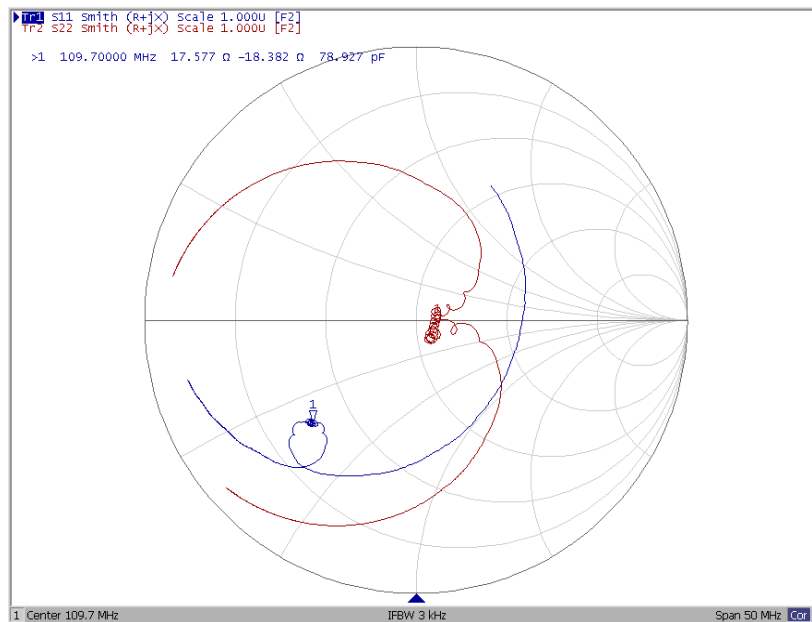 Tr1 S11 Smith (R+jX) Scale 1.000U [F2]
Tr2 S22 Smith (R+jX) Scale 1.000U [F2]
>1 109.70000 MHz 17.577 Ω -18.382 Ω 78.927 pF
1
1
1 Center 109.7 MHz IFBW 3 kHz Span 50 MHz Cor